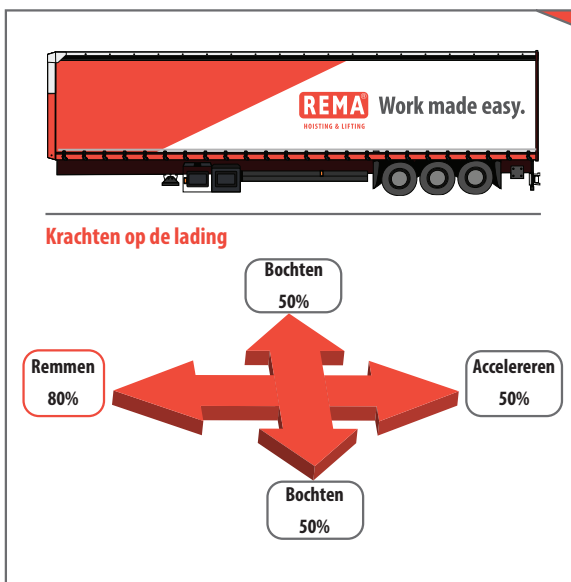 REMA®
HOISTING & LIFTING
Work made easy.
Krachten op de lading
Bochten
50%
Remmen
80%
Accelereren
50%
Bochten
50%